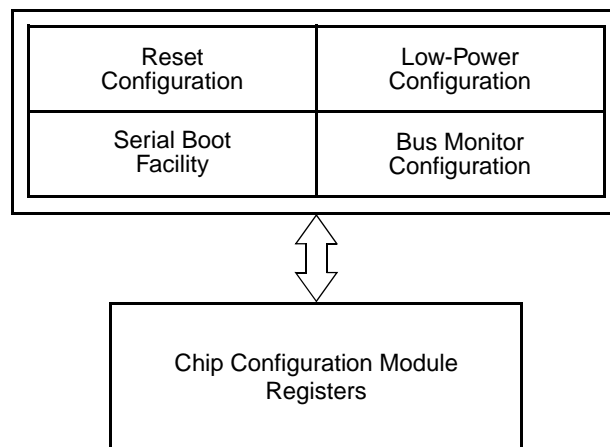 Reset
Configuration
Low-Power
Configuration
Serial Boot
Facility
Bus Monitor
Configuration
Chip Configuration Module
Registers